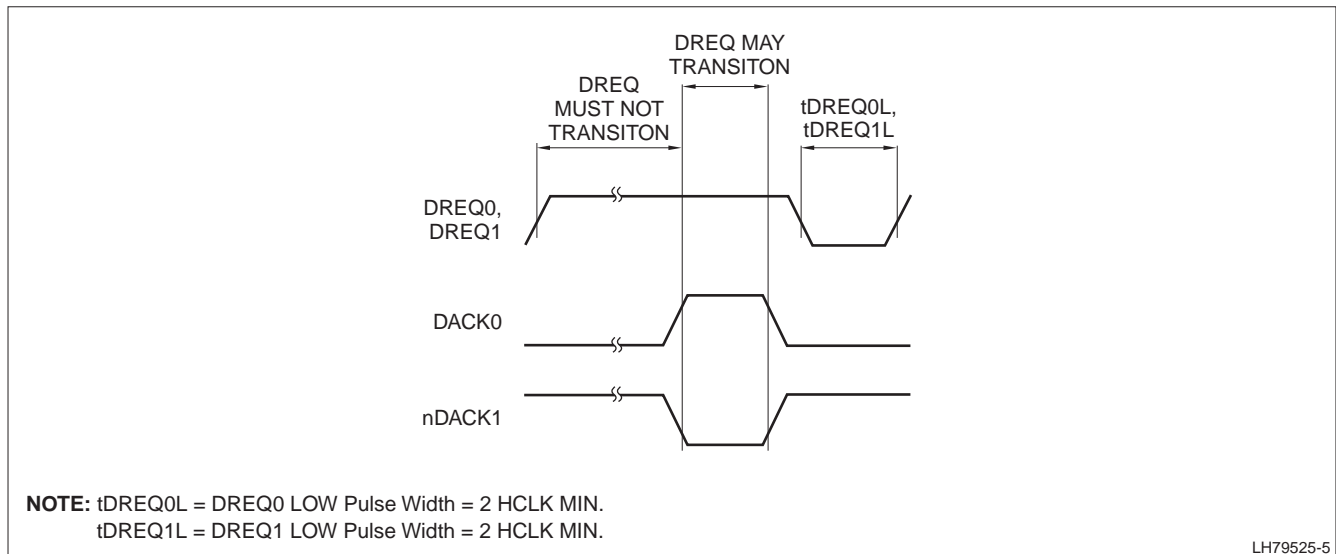 DREQ MAY
TRANSITON
DREQ
MUST NOT
TRANSITON
tDREQ0L,
tDREQ1L
DREQ0,
DREQ1
DACK0
nDACK1
NOTE: tDREQ0L = DREQ0 LOW Pulse Width = 2 HCLK MIN.
tDREQ1L = DREQ1 LOW Pulse Width = 2 HCLK MIN.
LH79525-5